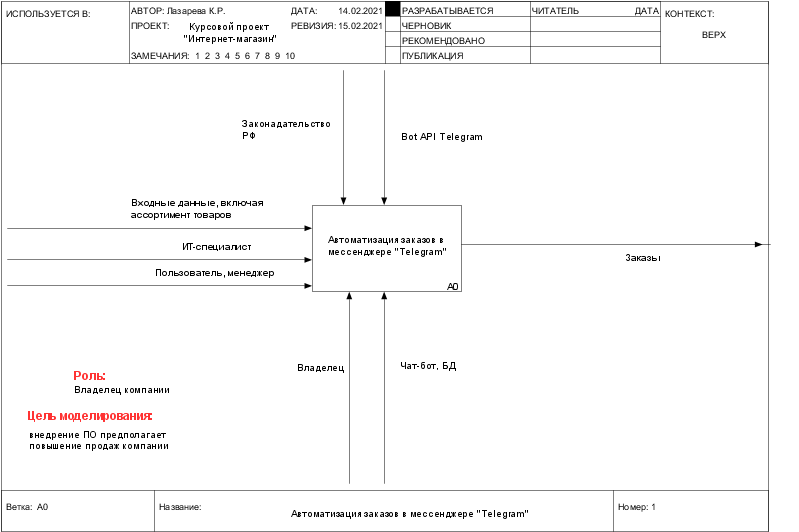 ИСПОЛЬЗУЕТСЯ В:
АВТОР: Лазарева К.Р.
ДАТА: 14.02.2021
РАЗРАБАТЫВАЕТСЯ
ЧИТАТЕЛЬ ДАТА
КОНТЕКСТ:
ПРОЕКТ: Курсовой проект
"Интернет-магазин"
РЕВИЗИЯ: 15.02.2021
ЧЕРНОВИК
РЕКОМЕНДОВАНО
ВЕРХ
ЗАМЕЧАНИЯ: 1 2 3 4 5 6 7 8 9 10
ПУБЛИКАЦИЯ
Законадательство
РФ
Bot API Telegram
Входные данные, включая
ассортимент товаров
ИТ-специалист
Пользователь, менеджер
Автоматизация заказов в
мессенджере "Telegram"
A0
Заказы
Владелец
Чат-бот, БД
Роль:
Владелец компании
Цель моделирования:
внедрение ПО предполагает
повышение продаж компании
Ветка: A0
Название:
Автоматизация заказов в мессенджере "Telegram"
Номер: 1